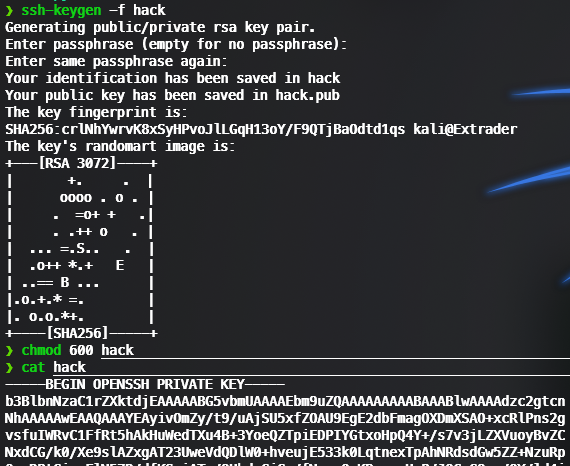 ❯ ssh-keygen -f hack
Generating public/private rsa key pair.
Enter passphrase (empty for no passphrase):
Enter same passphrase again:
Your identification has been saved in hack
Your public key has been saved in hack.pub
The key fingerprint is:
SHA256:crlNhYwrvK8xSyHPvoJlLGqH13oY/F9QTjBaOdtd1qs kali@Extrader
The key's randomart image is:
+---[RSA 3072]----+
|       +.     .  |
|      oooo . o . |
|     .  =o+ +   .|
|     . .++ o   . |
|  ... =.S..   .  |
|  .o++ *.+   E   |
| ..== B ...      |
|.o.+.* =.        |
|. o.o.*+.        |
+----[SHA256]-----+
❯ chmod 600 hack
❯ cat hack
-----BEGIN OPENSSH PRIVATE KEY-----
b3BlbnNzaC1rZXktdjEAAAAABG5vbmUAAAAEbm9uZQAAAAAAAAABAAABlwAAAAdzc2gtcn
NhAAAAAwEAAQAAAYEAyivOmZy/t9/uAjSU5xfZOAU9EgE2dbFmagOXDmXSAO+xcRlPns2g
vsfuIWRvC1FfRt5hAkHuWedTXu4B+3YoeQZTpiEDPIYGtxoHpQ4Y+/s7v3jLZXVuoyBvZC
NxdCG/k0/Xe9slAZxgAT23UweVdQDlW0+hveujE533k0LqtnexTpAhNRdsdGw5ZZ+NzuRp